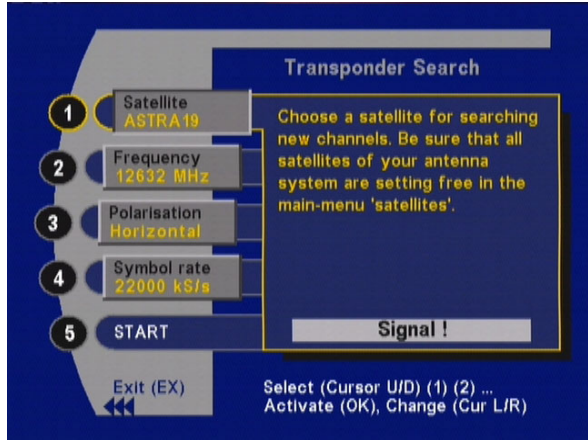 Transponder Search
1
Satellite
ASTRA19
2
Frequency
12632 MHz
3
Polarisation
Horizontal
4
Symbol rate
22000 kS/s
5
START
Choose a satellite for searching
new channels. Be sure that all
satellites of your antenna
system are setting free in the
main-menu 'satellites'.
Signal !
Exit (EX)
Select (Cursor U/D) (1) (2) ...
Activate (OK), Change (Cur L/R)